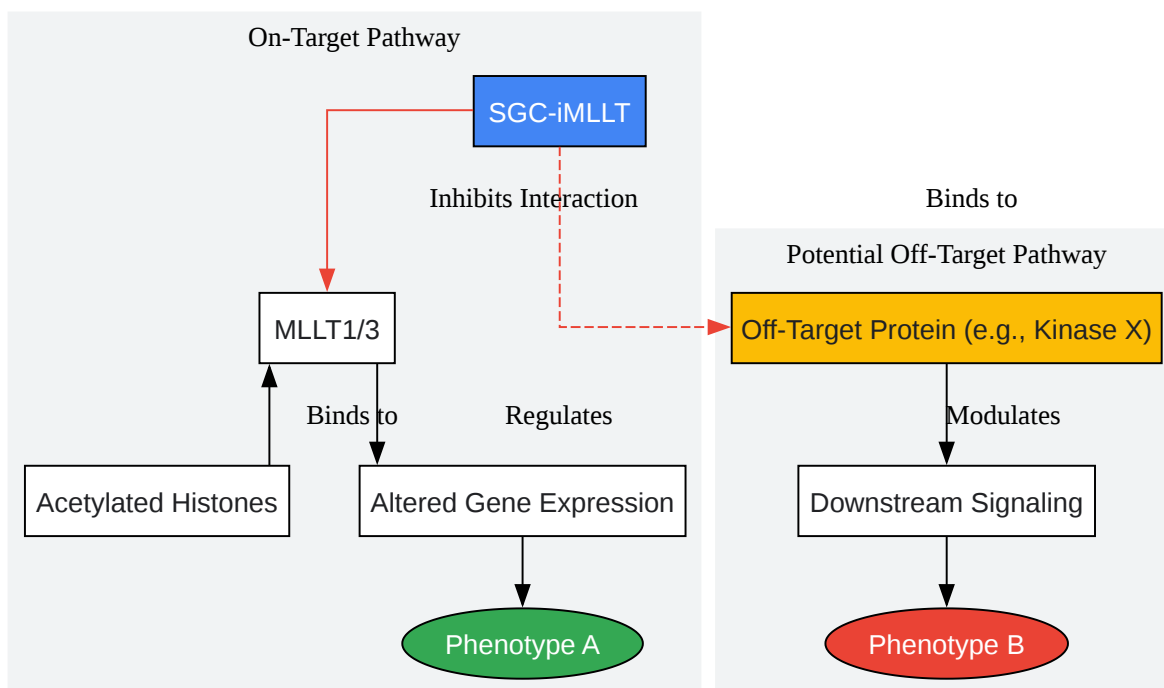 On-Target Pathway
SGC-iMLLT
Inhibits Interaction
Binds to
Potential Off-Target Pathway
MLLT1/3
Off-Target Protein (e.g., Kinase X)
Binds to
Regulates
Modulates
Acetylated Histones
Altered Gene Expression
Downstream Signaling
Phenotype A
Phenotype B